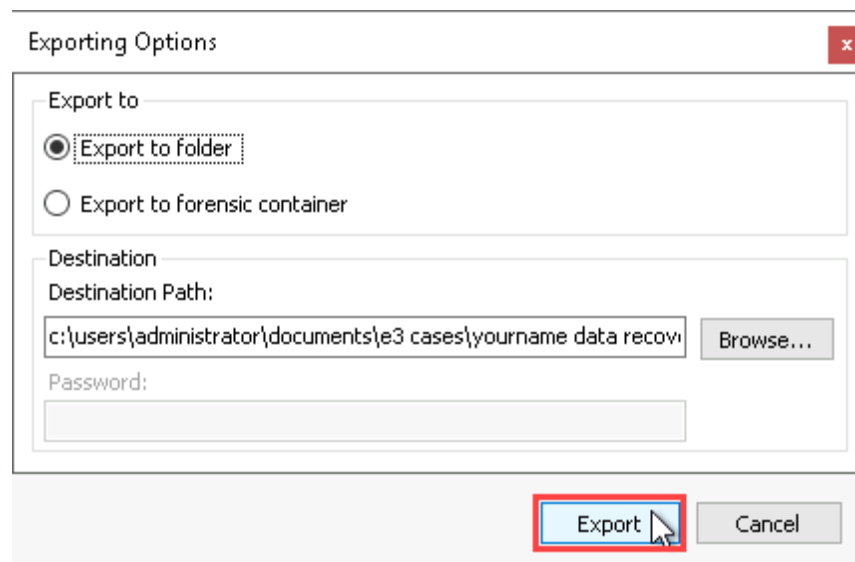 Exporting Options
x
Export to
Export to folder
Export to forensic container
Destination
Destination Path:
c:\users\administrator\documents\e3 cases\yourname data recov
Browse...
Password:
Export
Cancel